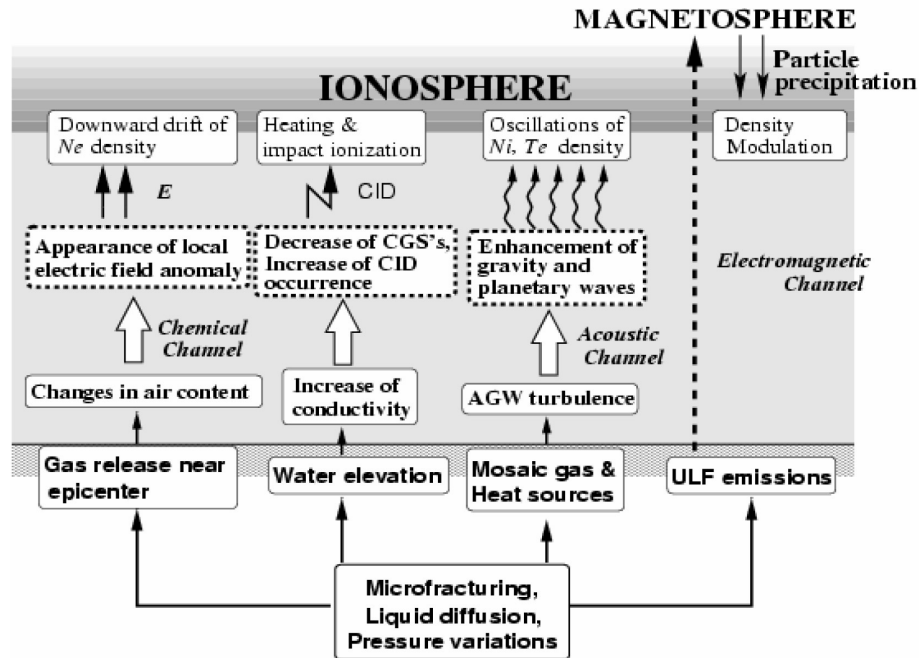 MAGNETOSPHERE
Particle
precipitation
IONOSPHERE
Downward drift of
Ne density
Heating &
impact ionization
Oscillations of
Ni, Te density
Density
Modulation
E
CID
Appearance of local
electric field anomaly
Decrease of CGS's,
Increase of CID
occurrence
Enhancement of
gravity and
planetary waves
Electromagnetic
Channel
Chemical
Channel
Acoustic
Channel
Changes in air content
Increase of
conductivity
AGW turbulence
Gas release near
epicenter
Water elevation
Mosaic gas &
Heat sources
ULF emissions
Microfracturing,
Liquid diffusion,
Pressure variations